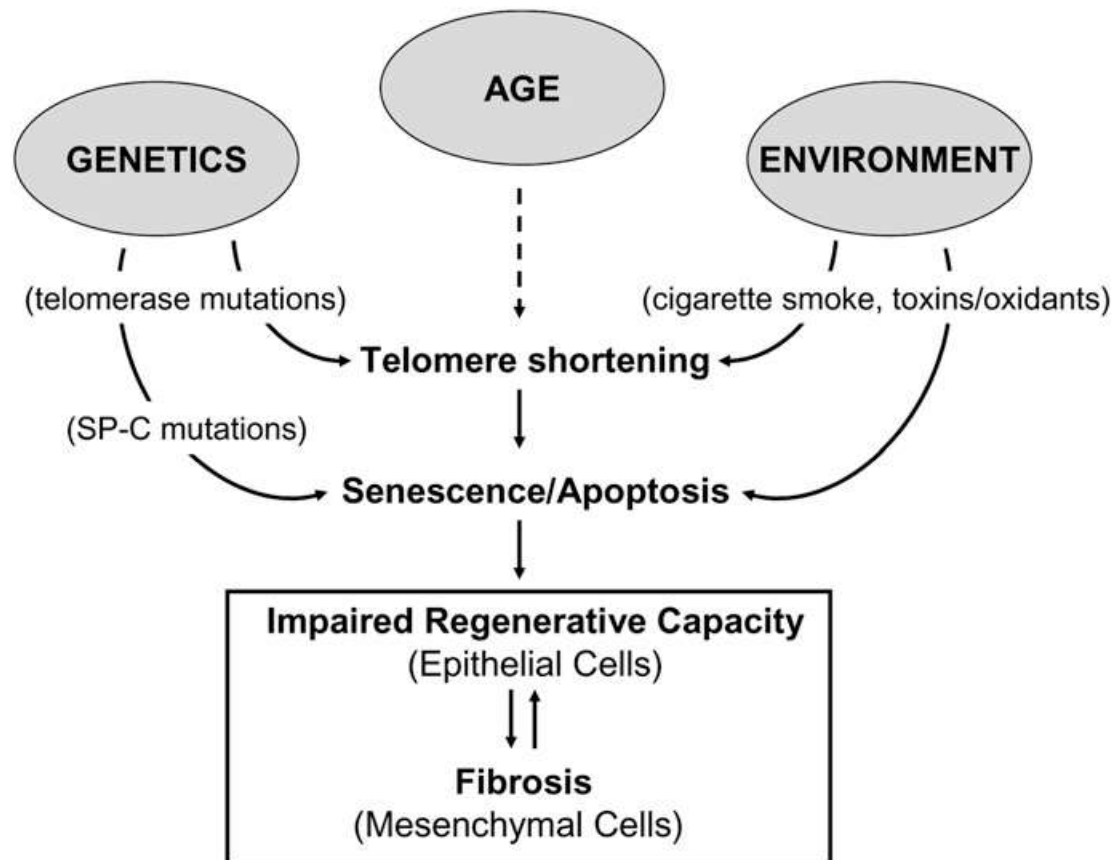 AGE
GENETICS
ENVIRONMENT
(telomerase mutations)
(cigarette smoke, toxins/oxidants)
Telomere shortening
(SP-C mutations)
Senescence/Apoptosis
Impaired Regenerative Capacity
(Epithelial Cells)
Fibrosis
(Mesenchymal Cells)